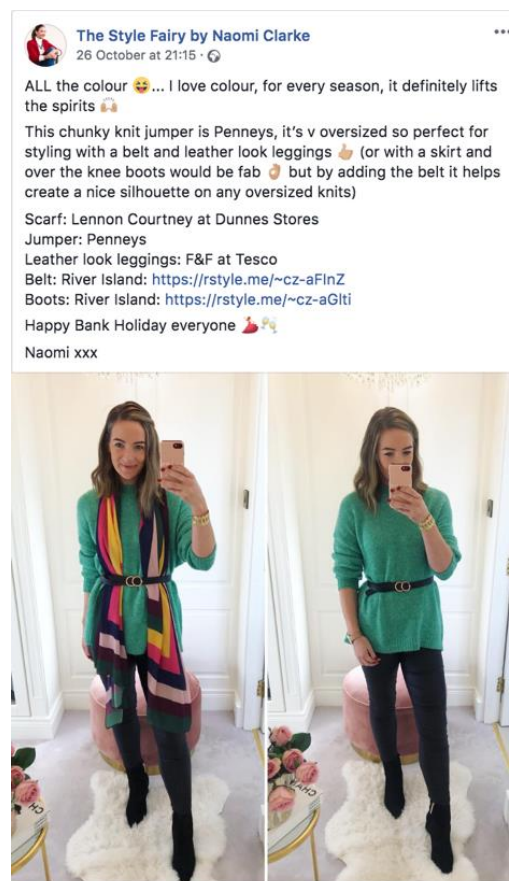 The Style Fairy by Naomi Clarke
26 October at 21:15 ·
ALL the colour 😝... I love colour, for every season, it definitely lifts
the spirits 🙌🏼
This chunky knit jumper is Penneys, it's v oversized so perfect for
styling with a belt and leather look leggings 👍🏼 (or with a skirt and
over the knee boots would be fab 👌🏼 but by adding the belt it helps
create a nice silhouette on any oversized knits)
Scarf: Lennon Courtney at Dunnes Stores
Jumper: Penneys
Leather look leggings: F&F at Tesco
Belt: River Island: https://rstyle.me/~cz-aFlnZ
Boots: River Island: https://rstyle.me/~cz-aGlti
Happy Bank Holiday everyone 💃🏼🥂
Naomi xxx